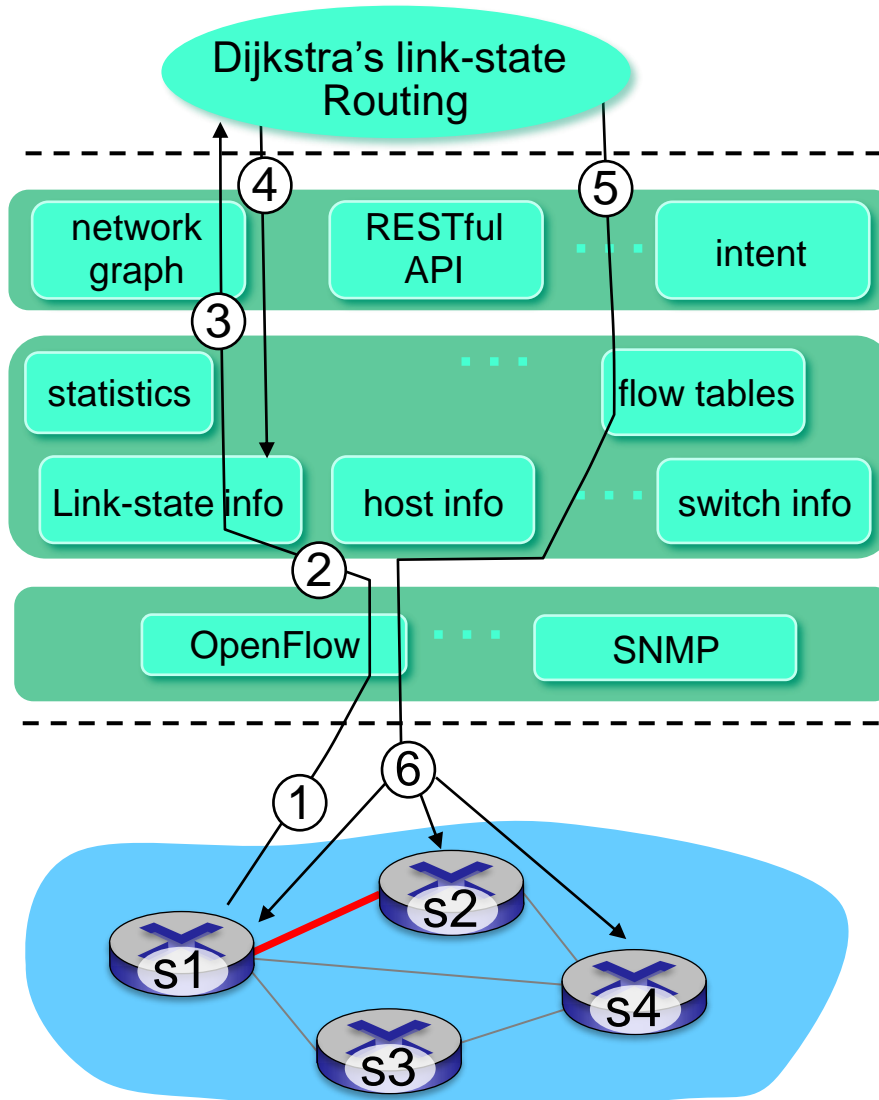 Dijkstra’s link-state
Routing
4
5
network
graph
RESTful
API
. . .
intent
3
. . .
statistics
flow tables
Link-state info
host info
. . .
switch info
2
. . .
OpenFlow
SNMP
1
6
s2
s1
s4
s3